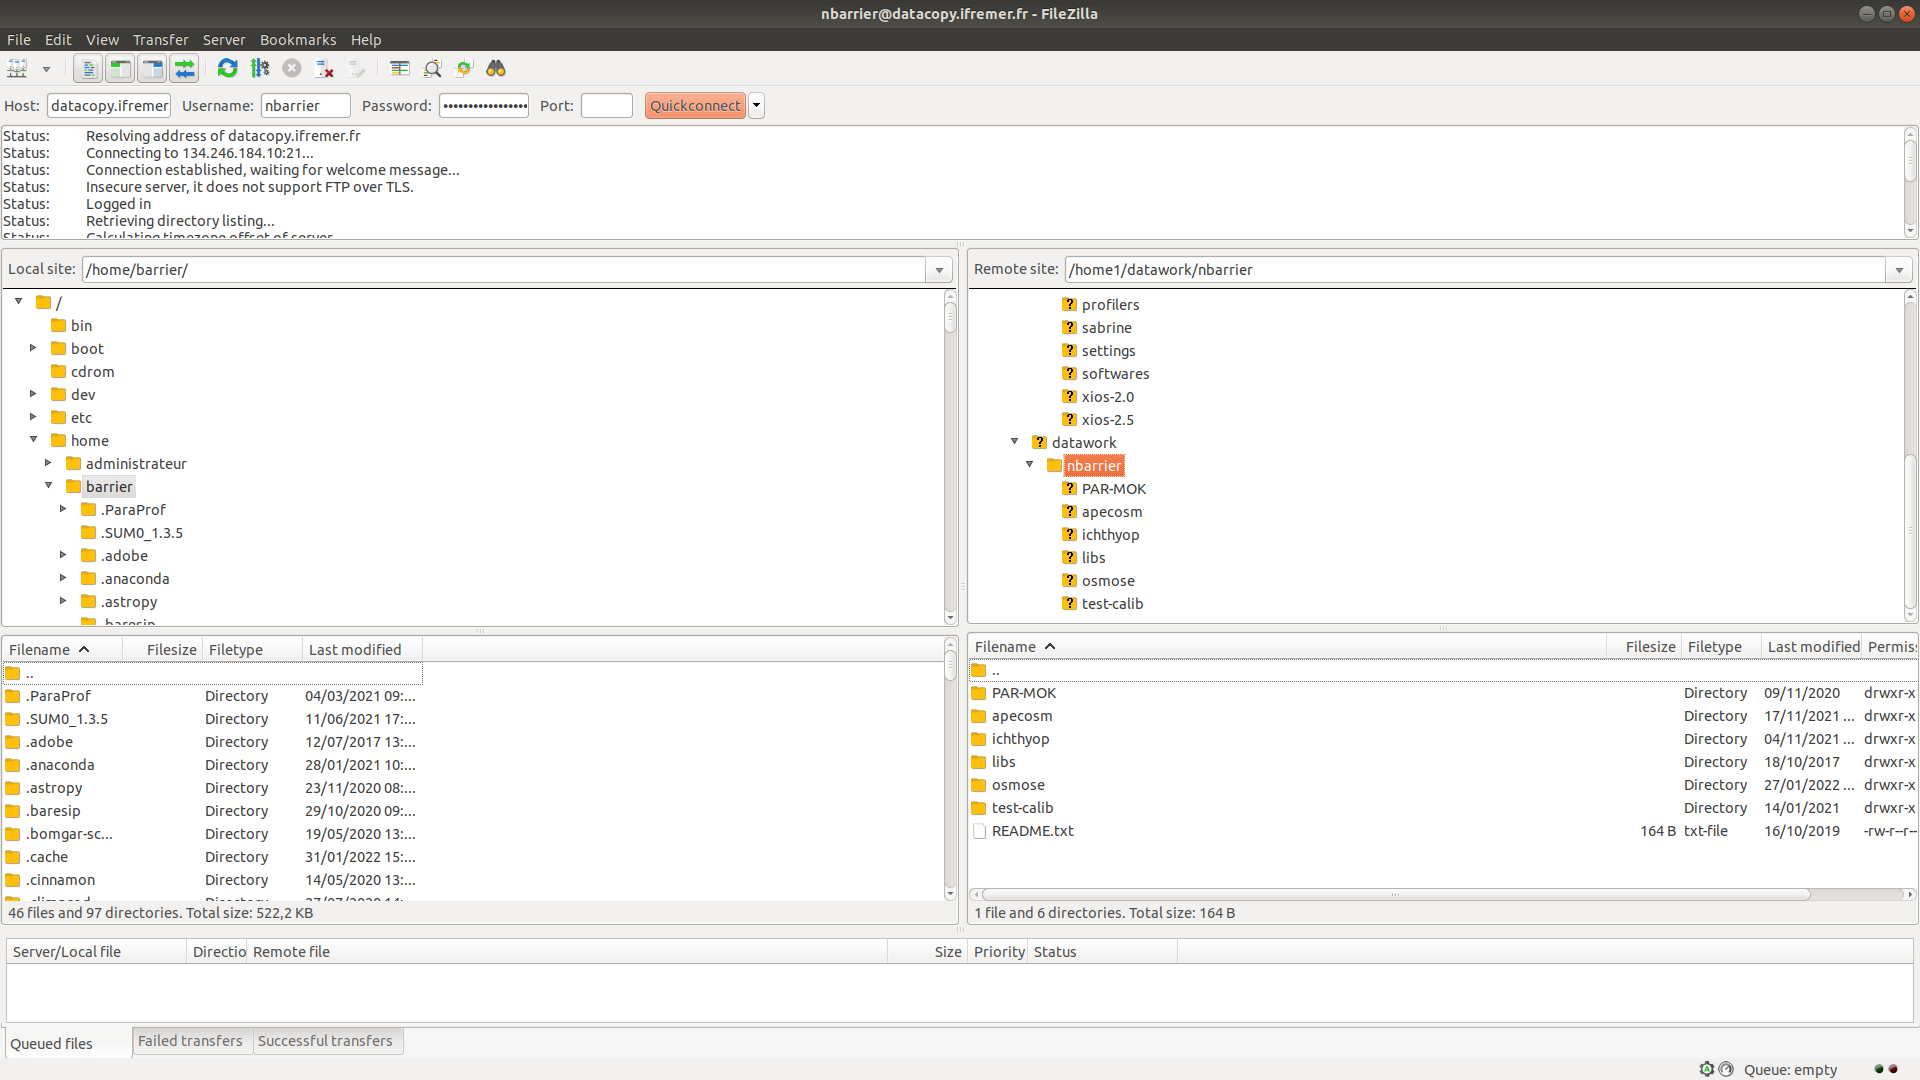 nbarrier@datacopy.ifremer.fr - FileZilla
File Edit View Transfer Server Bookmarks Help
Host: datacopy.ifremer Username: nbarrier Password: •••••••••••••••• Port: Quickconnect
Status: Resolving address of datacopy.ifremer.fr
Status: Connecting to 134.246.184.10:21...
Status: Connection established, waiting for welcome message...
Status: Insecure server, it does not support FTP over TLS.
Status: Logged in
Status: Retrieving directory listing...
Status: Calculating timezone offset of server
Local site: /home/barrier/
/
bin
boot
cdrom
dev
etc
home
administrateur
barrier
.ParaProf
.SUM0_1.3.5
.adobe
.anaconda
.astropy
.baresip
Remote site: /home1/datawork/nbarrier
profilers
sabrine
settings
softwares
xios-2.0
xios-2.5
datawork
nbarrier
PAR-MOK
apecosm
ichthyop
libs
osmose
test-calib
Filename Filesize Filetype Last modified
..
.ParaProf Directory 04/03/2021 09:...
.SUM0_1.3.5 Directory 11/06/2021 17:...
.adobe Directory 12/07/2017 13:...
.anaconda Directory 28/01/2021 10:...
.astropy Directory 23/11/2020 08:...
.baresip Directory 29/10/2020 09:...
.bomgar-sc... Directory 19/05/2020 13:...
.cache Directory 31/01/2022 15:...
.cinnamon Directory 14/05/2020 13:...
46 files and 97 directories. Total size: 522,2 KB
Filename Filesize Filetype Last modified Permiss
..
PAR-MOK Directory 09/11/2020 drwxr-x
apecosm Directory 17/11/2021 ... drwxr-x
ichthyop Directory 04/11/2021 ... drwxr-x
libs Directory 18/10/2017 drwxr-x
osmose Directory 27/01/2022 ... drwxr-x
test-calib Directory 14/01/2021 drwxr-x
README.txt 164 B txt-file 16/10/2019 -rw-r--r--
1 file and 6 directories. Total size: 164 B
Server/Local file Directio Remote file Size Priority Status
Queued files Failed transfers Successful transfers
Queue: empty